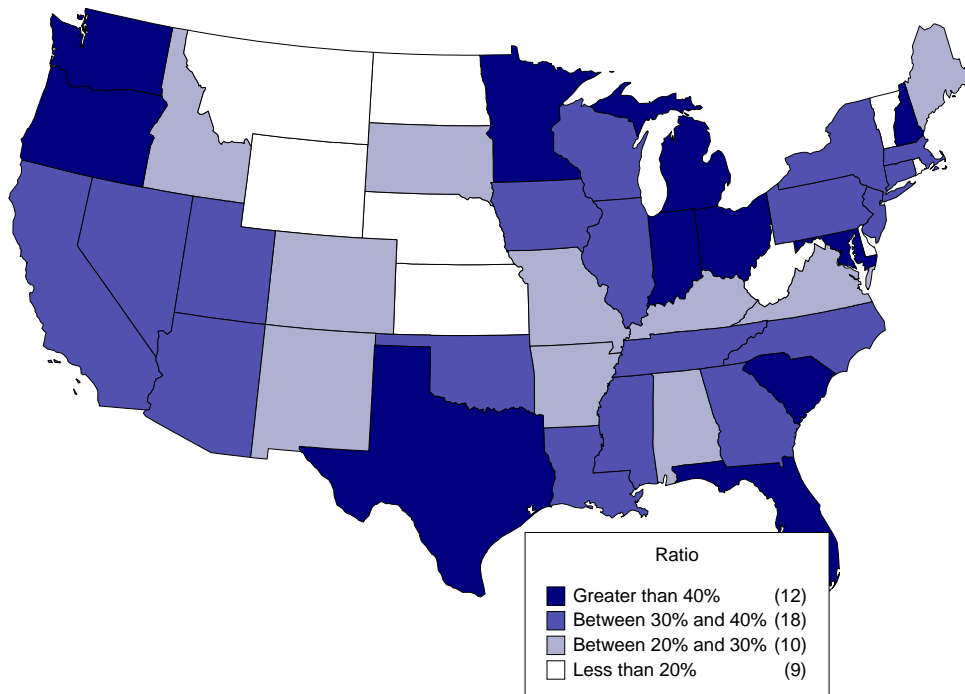 Ratio
Greater than 40% (12)
Between 30% and 40% (18)
Between 20% and 30% (10)
Less than 20% (9)